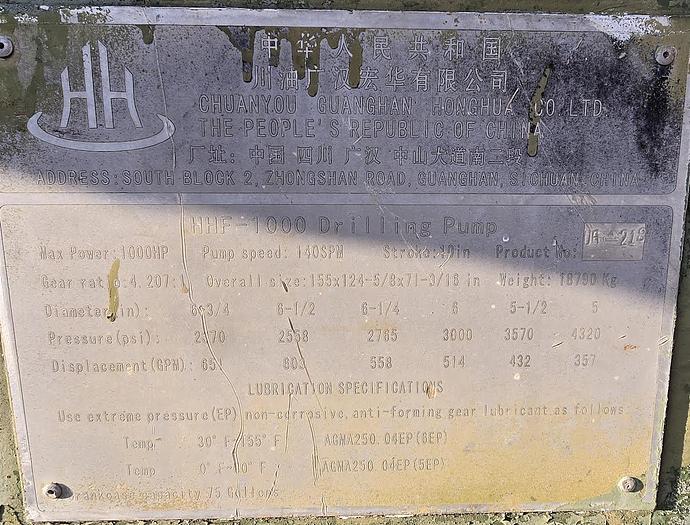 中华人民共和国
川油广汉宏华有限公司
CHUANYOU GUANGHAN HONGHUA CO.LTD
THE PEOPLE'S REPUBLIC OF CHINA
厂址: 中国 四川 广汉 中山大道南二段
ADDRESS:SOUTH BLOCK 2, ZHONGSHAN ROAD, GUANGHAN, SICHUAN CHINA
HHF-1000 Drilling Pump
Max Power:1000HP Pump speed: 140SPM Stroke:10in Product No:
Gear ratio:4.207:1 Overall size:155x124-5/8x71-3/16 in Weight: 18790 Kg
Diameter(in): 6-3/4 6-1/2 6-1/4 6 5-1/2 5
Pressure(psi): 2370 2558 2765 3000 3570 4320
Displacement(GPM): 651 603 558 514 432 357
LUBRICATION SPECIFICATIONS
Use extreme pressure(EP) non-corrosive, anti-forming gear lubricant as follows:
Temp 30°F~155°F AGMA250.04EP(6EP)
Temp 0°F~ AGMA250.04EP(5EP)
Crankcase capacity 75 Gallons